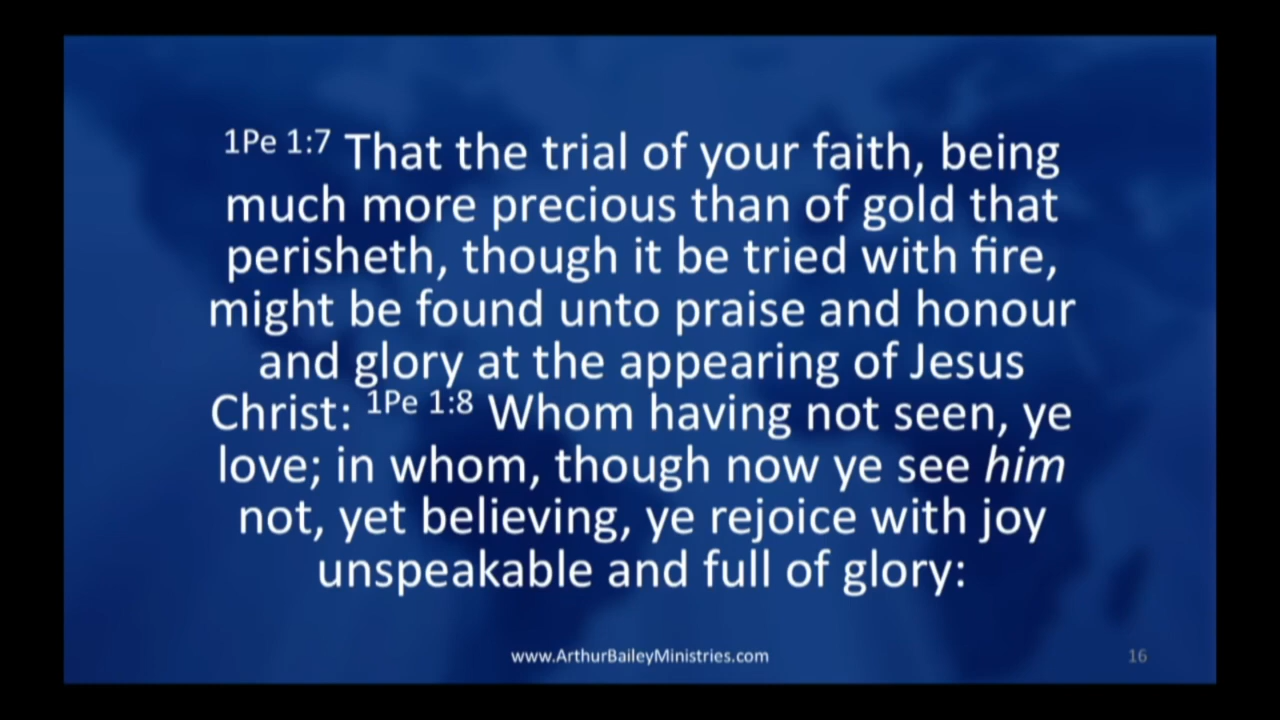 1Pe 1:7 That the trial of your faith, being
much more precious than of gold that
perisheth, though it be tried with fire,
might be found unto praise and honour
and glory at the appearing of Jesus
Christ: 1Pe 1:8 Whom having not seen, ye
love; in whom, though now ye see him
not, yet believing, ye rejoice with joy
unspeakable and full of glory:
www.ArthurBaileyMinistries.com
16